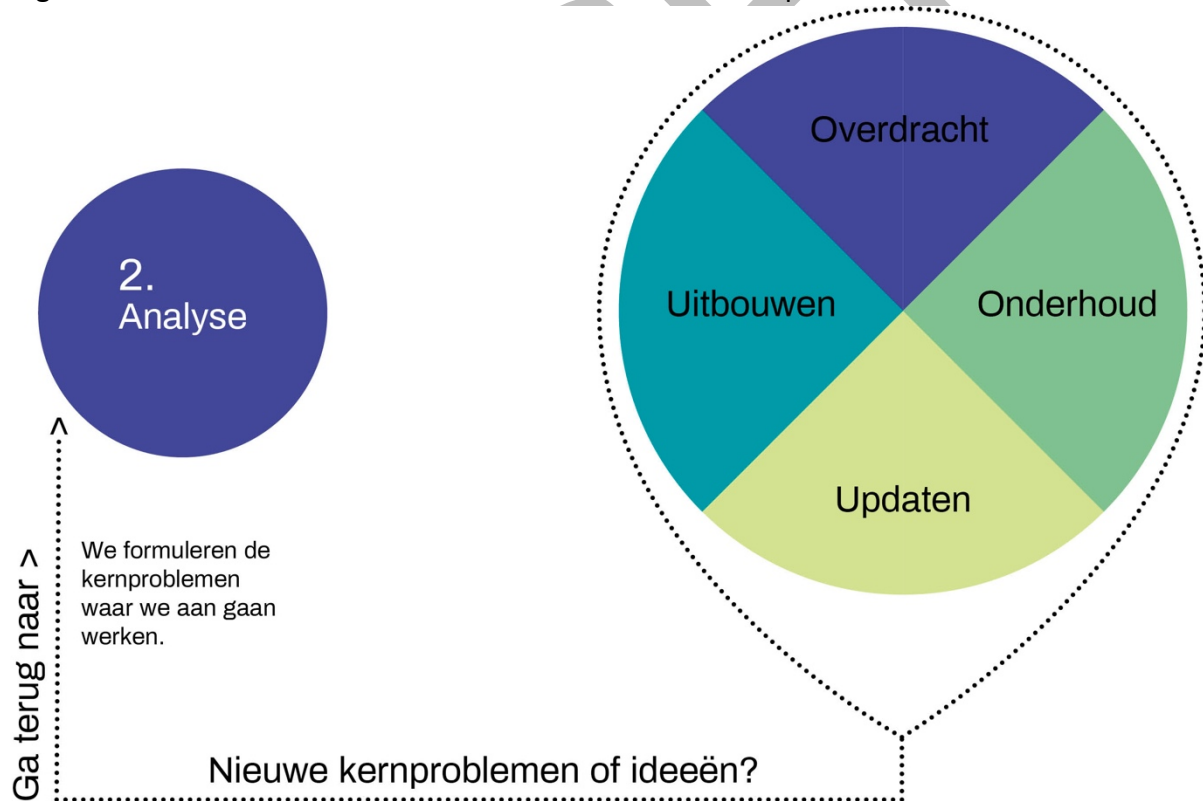 Overdracht
2.
Analyse
Uitbouwen
Onderhoud
Updaten
We formuleren de
kernproblemen
waar we aan gaan
werken.
Ga terug naar >
Nieuwe kernproblemen of ideeën?